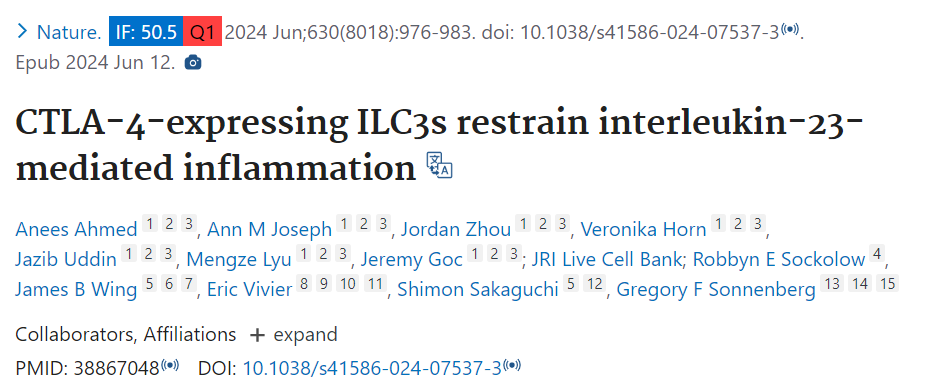 Nature. IF: 50.5 Q1 2024 Jun;630(8018):976-983. doi: 10.1038/s41586-024-07537-3.
Epub 2024 Jun 12.
CTLA-4-expressing ILC3s restrain interleukin-23-
mediated inflammation
Anees Ahmed 1 2 3, Ann M Joseph 1 2 3, Jordan Zhou 1 2 3, Veronika Horn 1 2 3,
Jazib Uddin 1 2 3, Mengze Lyu 1 2 3, Jeremy Goc 1 2 3; JRI Live Cell Bank; Robbyn E Sockolow 4,
James B Wing 5 6 7, Eric Vivier 8 9 10 11, Shimon Sakaguchi 5 12, Gregory F Sonnenberg 13 14 15
Collaborators, Affiliations + expand
PMID: 38867048 DOI: 10.1038/s41586-024-07537-3